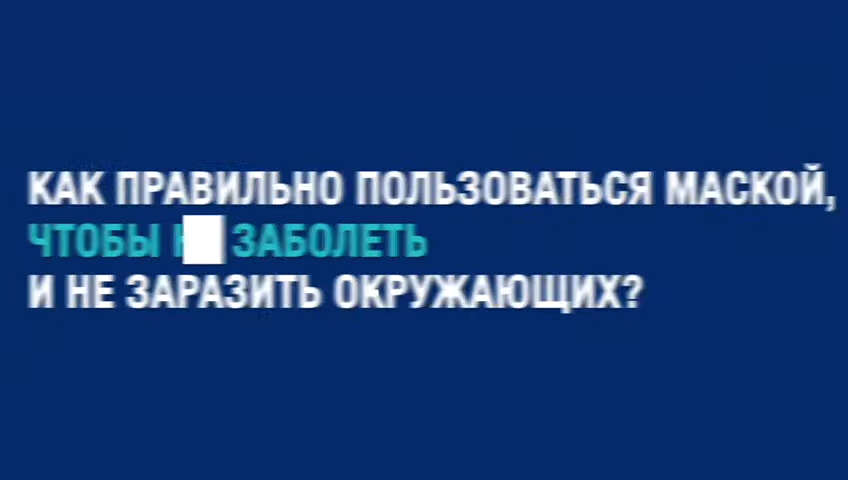 КАК ПРАВИЛЬНО ПОЛЬЗОВАТЬСЯ МАСКОЙ,
ЧТОБЫ ЗАБОЛЕТЬ
И НЕ ЗАРАЗИТЬ ОКРУЖАЮЩИХ?